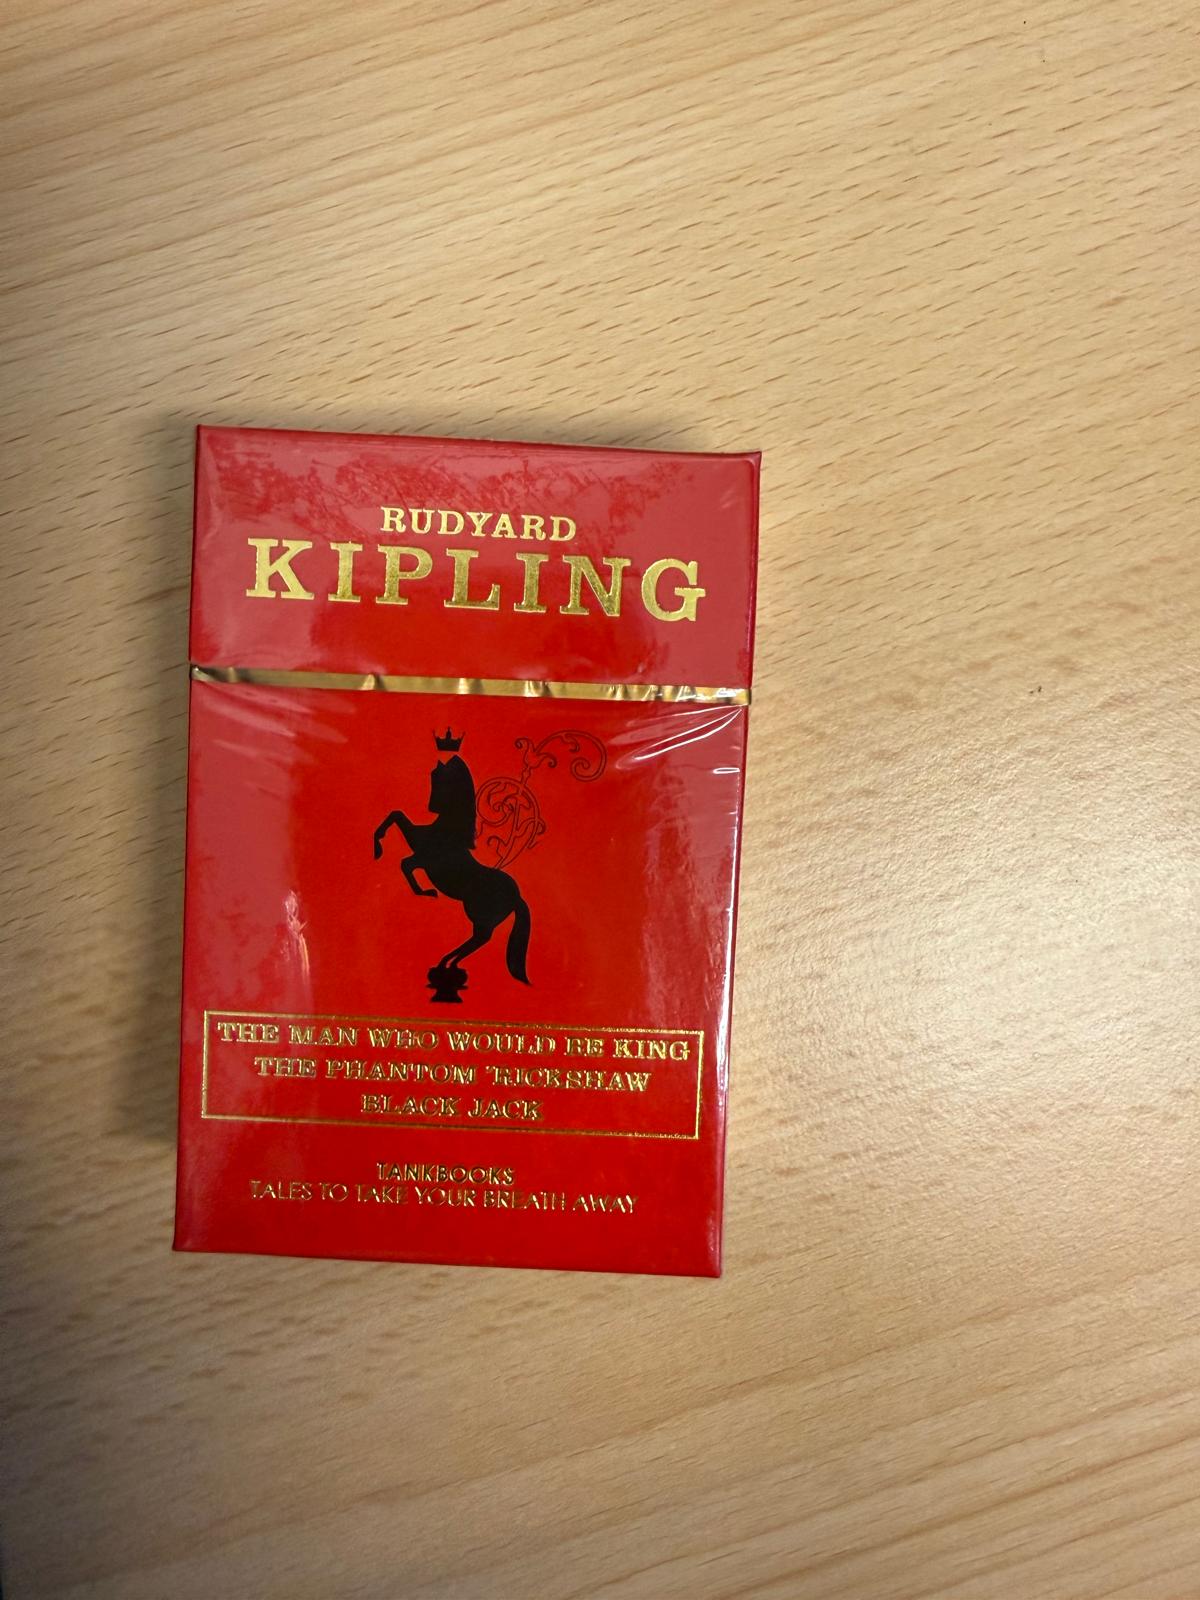 RUDYARD
KIPLING
THE MAN WHO WOULD BE KING
THE PHANTOM 'RICKSHAW
BLACK JACK
TANKBOOKS
TALES TO TAKE YOUR BREATH AWAY